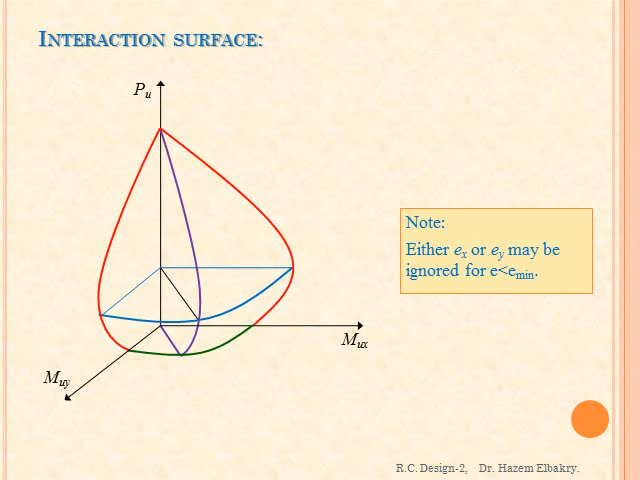 INTERACTION SURFACE:
Pu
Note:
Either ex or ey may be
ignored for e<emin.
Mux
Muy
R.C. Design-2, Dr. Hazem Elbakry.